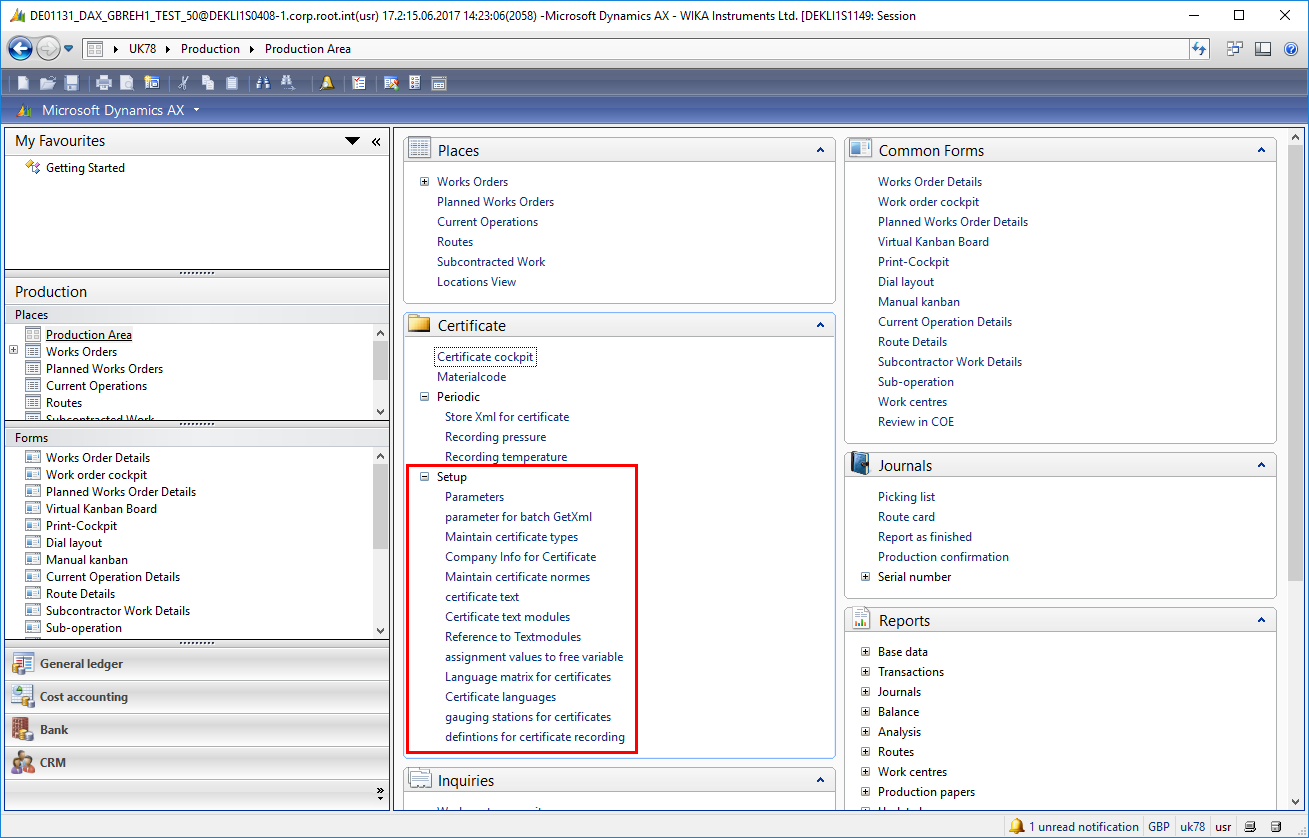 DE01131_DAX_GBREH1_TEST_50@DEKLI1S0408-1.corp.root.int(usr) 17.2:15.06.2017 14:23:06(2058) -Microsoft Dynamics AX - WIKA Instruments Ltd. [DEKLI1S1149: Session
UK78 Production Production Area
Microsoft Dynamics AX
My Favourites
Getting Started
Production
Places
Production Area
Works Orders
Planned Works Orders
Current Operations
Routes
Subcontracted Work
Forms
Works Order Details
Work order cockpit
Planned Works Order Details
Virtual Kanban Board
Print-Cockpit
Dial layout
Manual kanban
Current Operation Details
Route Details
Subcontractor Work Details
Sub-operation
General ledger
Cost accounting
Bank
CRM
Places
Works Orders
Planned Works Orders
Current Operations
Routes
Subcontracted Work
Locations View
Certificate
Certificate cockpit
Materialcode
Periodic
Store Xml for certificate
Recording pressure
Recording temperature
Setup
Parameters
parameter for batch GetXml
Maintain certificate types
Company Info for Certificate
Maintain certificate normes
certificate text
Certificate text modules
Reference to Textmodules
assignment values to free variable
Language matrix for certificates
Certificate languages
gauging stations for certificates
defintions for certificate recording
Inquiries
Common Forms
Works Order Details
Work order cockpit
Planned Works Order Details
Virtual Kanban Board
Print-Cockpit
Dial layout
Manual kanban
Current Operation Details
Route Details
Subcontractor Work Details
Sub-operation
Work centres
Review in COE
Journals
Picking list
Route card
Report as finished
Production confirmation
Serial number
Reports
Base data
Transactions
Journals
Balance
Analysis
Routes
Work centres
Production papers
1 unread notification GBP uk78 usr